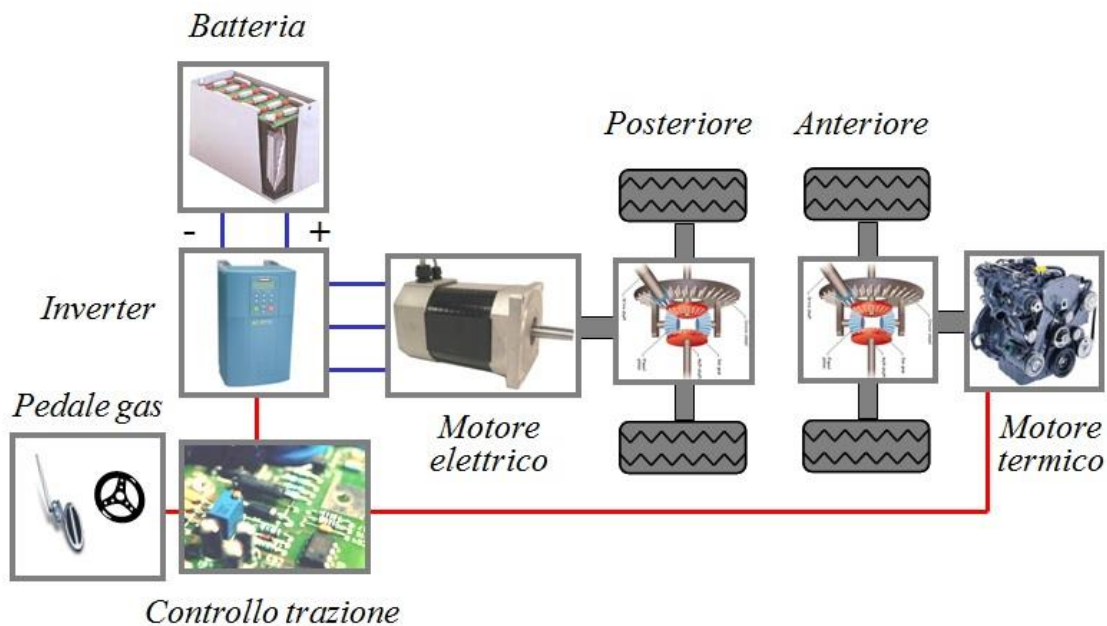 Batteria
Posteriore
Anteriore
-
+
Inverter
Pedale gas
Motore
elettrico
Motore
termico
Controllo trazione